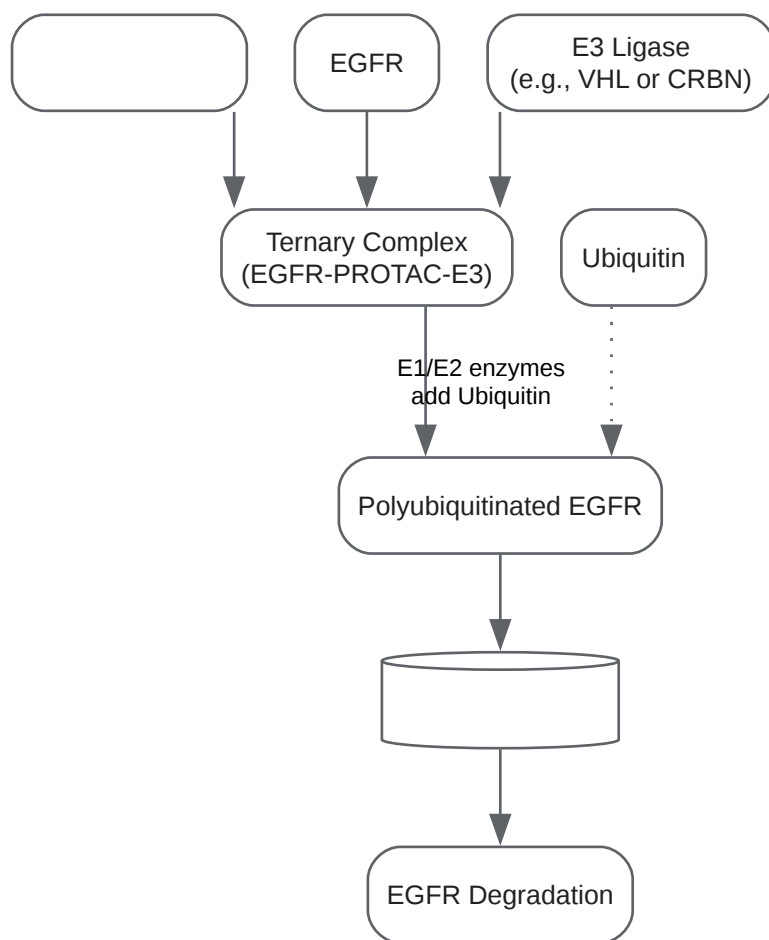 EGFR
E3 Ligase
(e.g., VHL or CRBN)
Ternary Complex
(EGFR-PROTAC-E3)
Ubiquitin
E1/E2 enzymes
add Ubiquitin
Polyubiquitinated EGFR
EGFR Degradation